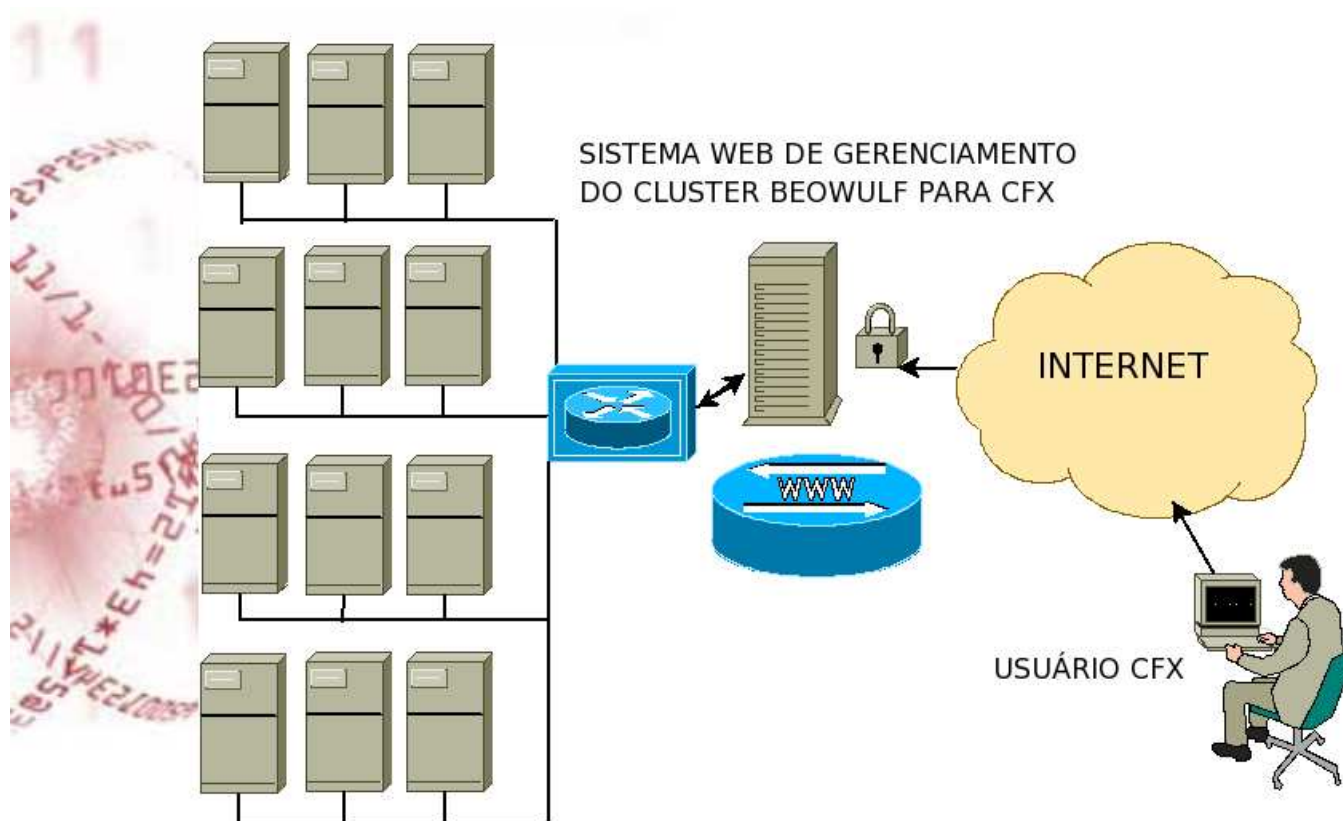 SISTEMA WEB DE GERENCIAMENTO
DO CLUSTER BEOWULF PARA CFX
INTERNET
WWW
USUÁRIO CFX